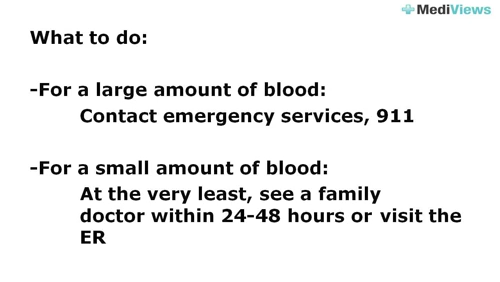 MediViews
What to do:
-For a large amount of blood:
Contact emergency services, 911
-For a small amount of blood:
At the very least, see a family
doctor within 24-48 hours or visit the
ER